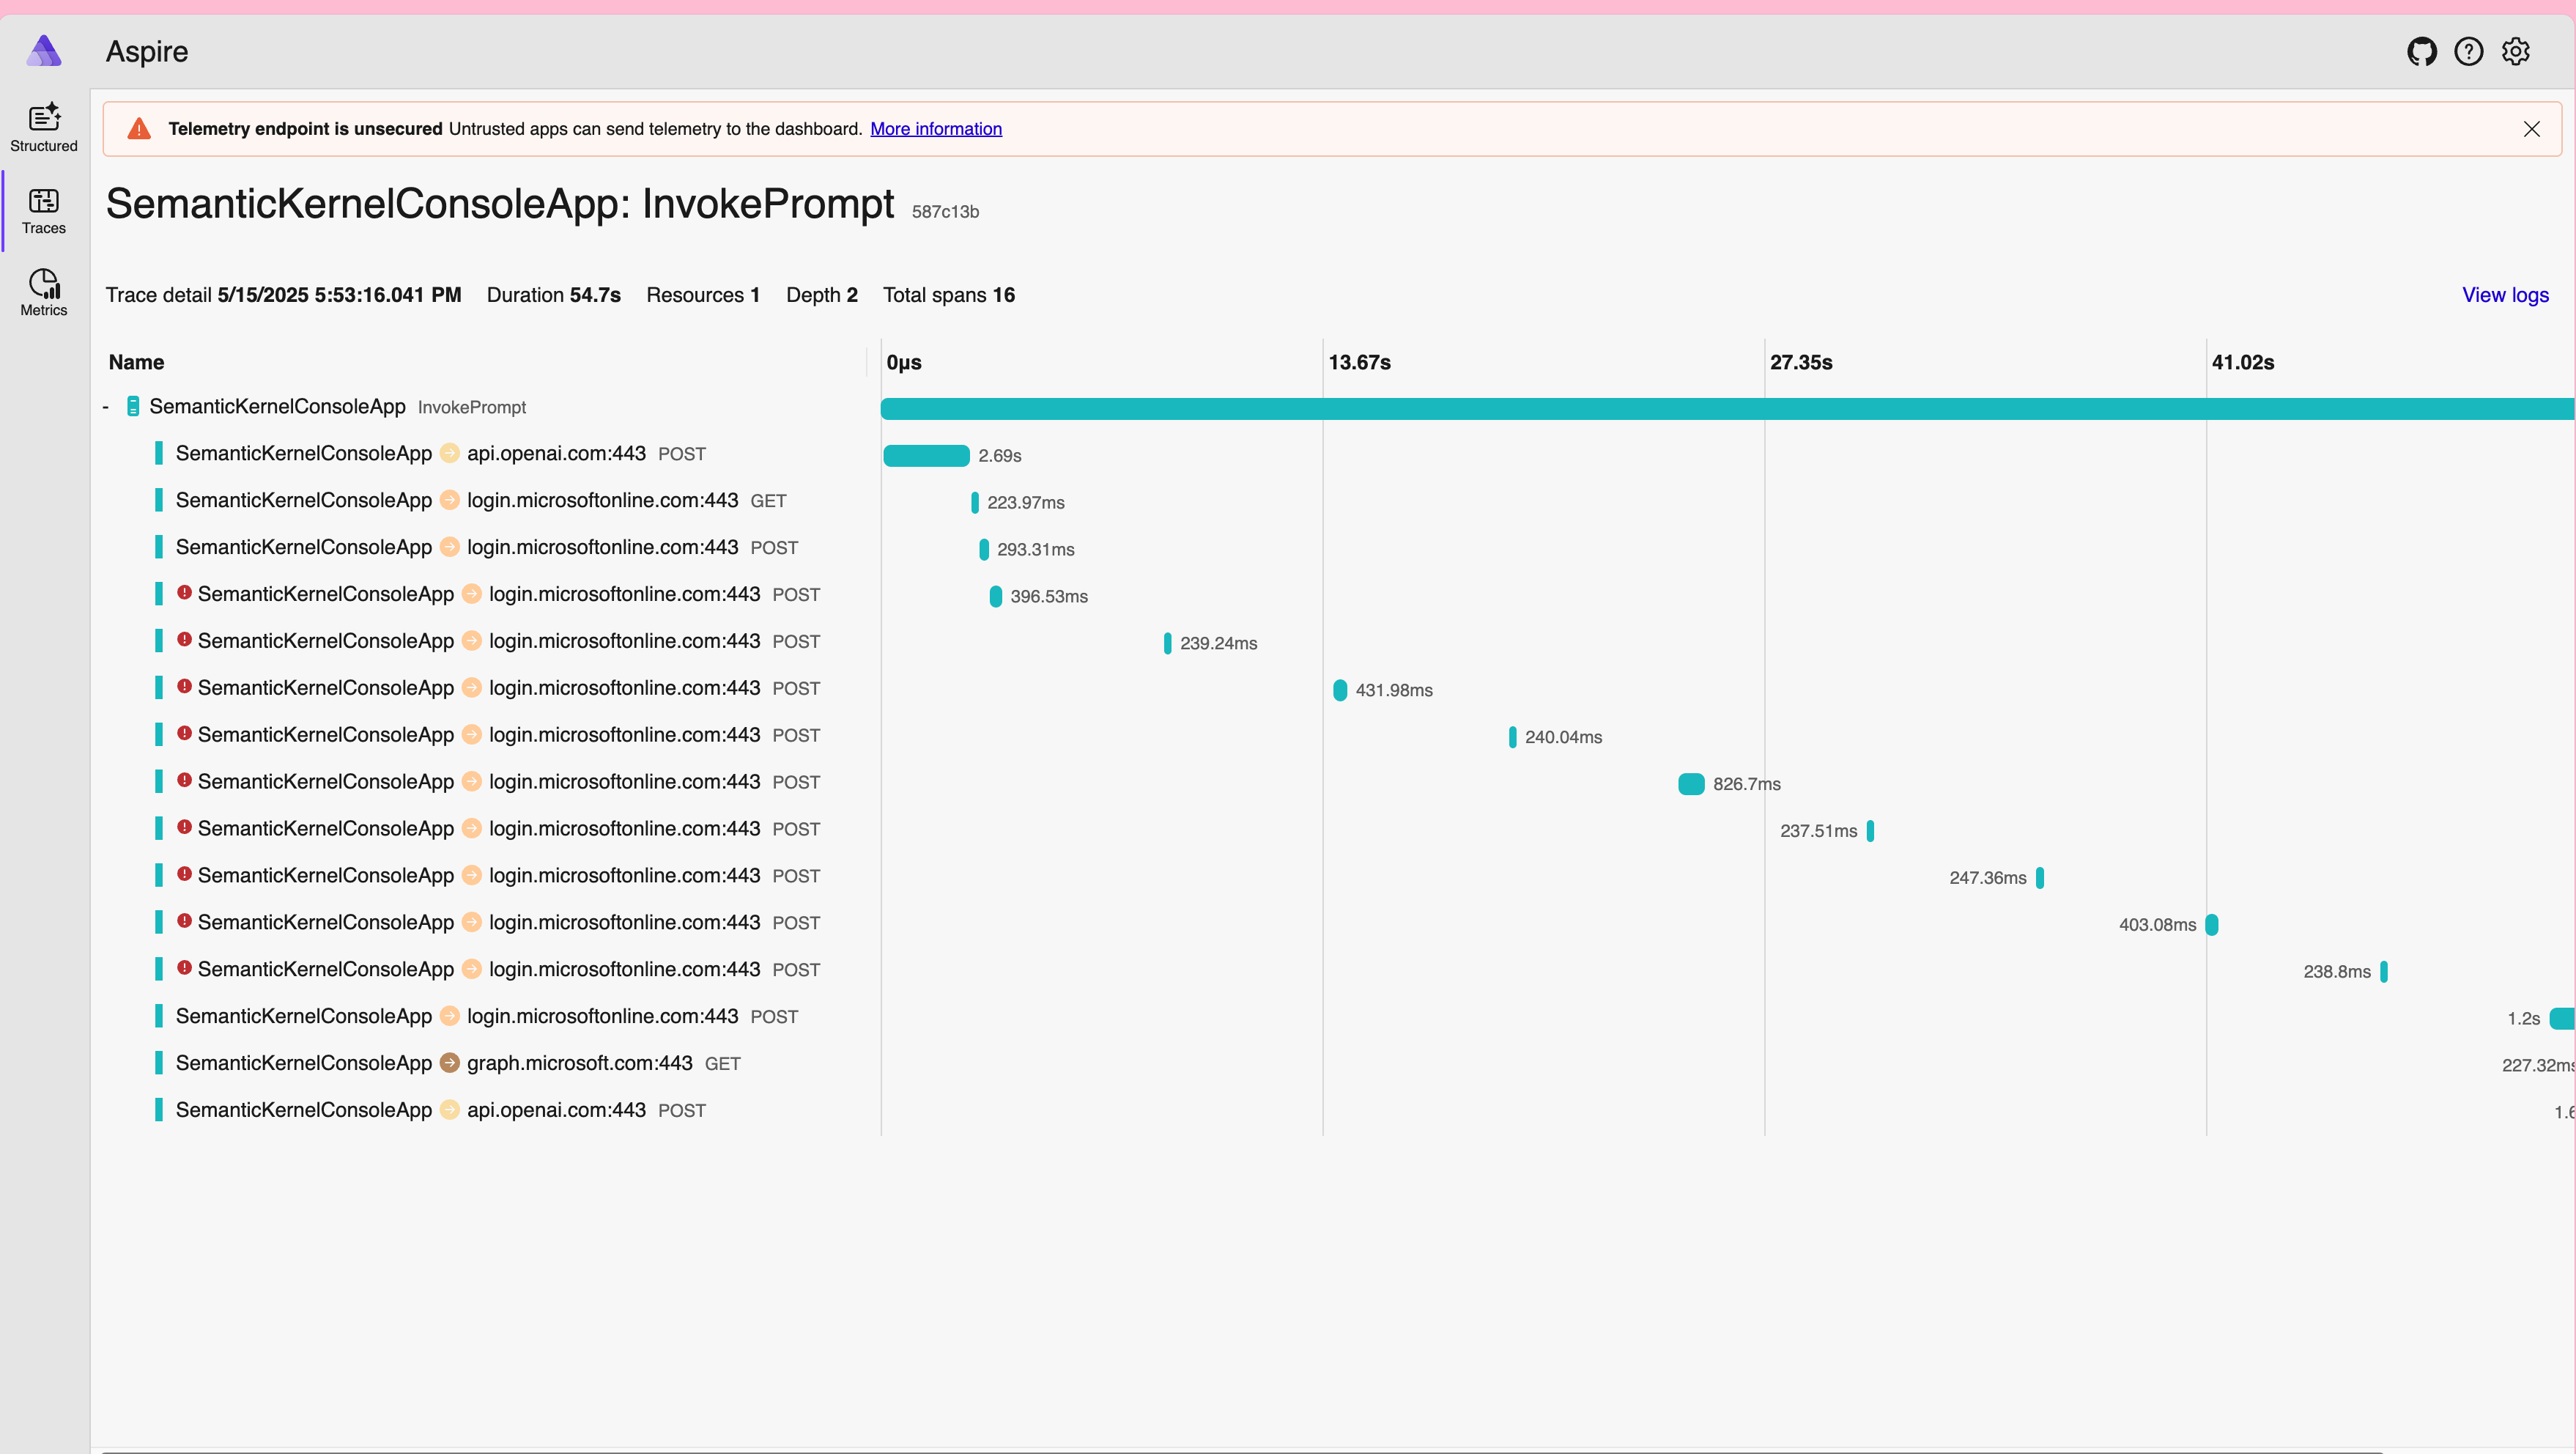 Aspire
Structured
Traces
Metrics
Telemetry endpoint is unsecured Untrusted apps can send telemetry to the dashboard. More information
SemanticKernelConsoleApp: InvokePrompt 587c13b
Trace detail 5/15/2025 5:53:16.041 PM Duration 54.7s Resources 1 Depth 2 Total spans 16 View logs
Name 0μs 13.67s 27.35s 41.02s
- SemanticKernelConsoleApp InvokePrompt
SemanticKernelConsoleApp api.openai.com:443 POST 2.69s
SemanticKernelConsoleApp login.microsoftonline.com:443 GET 223.97ms
SemanticKernelConsoleApp login.microsoftonline.com:443 POST 293.31ms
SemanticKernelConsoleApp login.microsoftonline.com:443 POST 396.53ms
SemanticKernelConsoleApp login.microsoftonline.com:443 POST 239.24ms
SemanticKernelConsoleApp login.microsoftonline.com:443 POST 431.98ms
SemanticKernelConsoleApp login.microsoftonline.com:443 POST 240.04ms
SemanticKernelConsoleApp login.microsoftonline.com:443 POST 826.7ms
SemanticKernelConsoleApp login.microsoftonline.com:443 POST 237.51ms
SemanticKernelConsoleApp login.microsoftonline.com:443 POST 247.36ms
SemanticKernelConsoleApp login.microsoftonline.com:443 POST 403.08ms
SemanticKernelConsoleApp login.microsoftonline.com:443 POST 238.8ms
SemanticKernelConsoleApp login.microsoftonline.com:443 POST 1.2s
SemanticKernelConsoleApp graph.microsoft.com:443 GET 227.32ms
SemanticKernelConsoleApp api.openai.com:443 POST